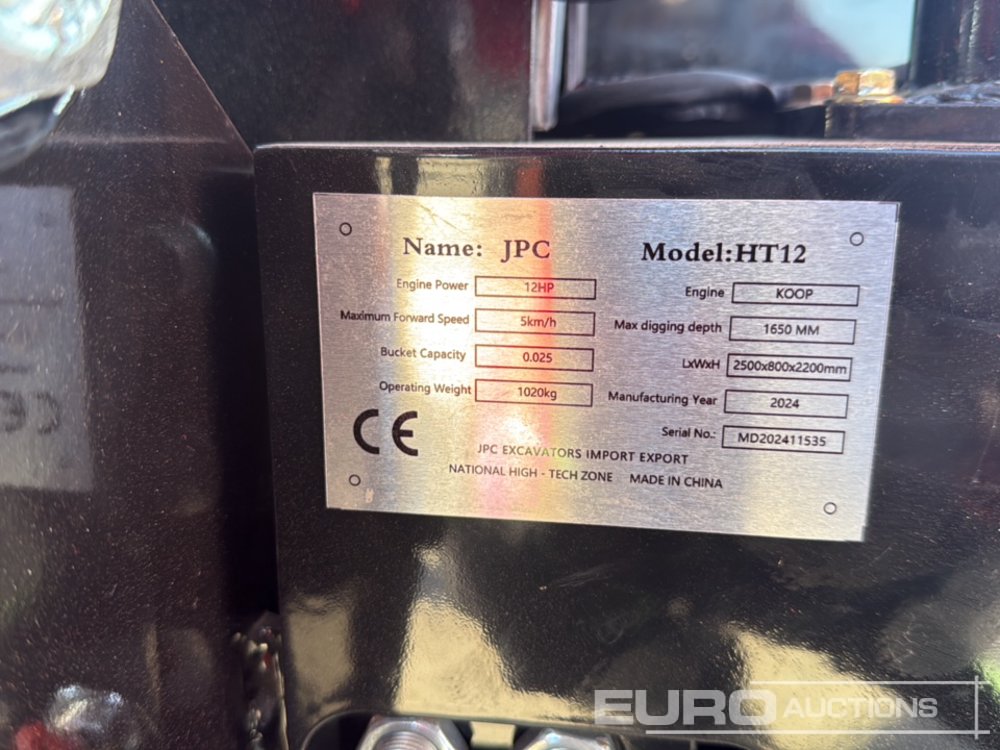 Name: JPC Model:HT12
Engine Power 12HP Engine KOOP
Maximum Forward Speed 5km/h Max digging depth 1650 MM
Bucket Capacity 0.025 LxWxH 2500x800x2200mm
Operating Weight 1020kg Manufacturing Year 2024
Serial No.: MD202411535
CE
JPC EXCAVATORS IMPORT EXPORT
NATIONAL HIGH - TECH ZONE MADE IN CHINA
EURO AUCTIONS